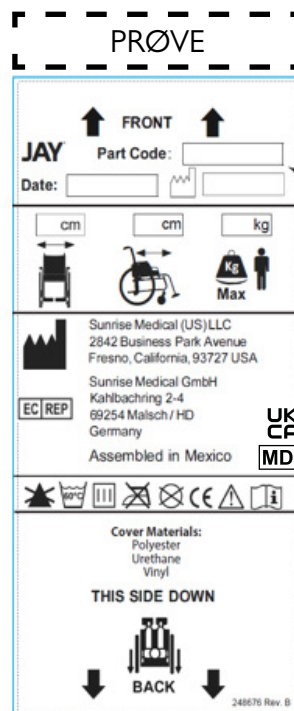 PRØVE
FRONT
JAY
Part Code:
Date:
cm
cm
kg
Kg
Max
Sunrise Medical (US) LLC
2842 Business Park Avenue
Fresno, California, 93727 USA
Sunrise Medical GmbH
Kahlbachring 2-4
EC REP
69254 Malsch / HD
Germany
UK
CA
Assembled in Mexico
MD
60°C
CE
i
Cover Materials:
Polyester
Urethane
Vinyl
THIS SIDE DOWN
BACK
248676 Rev. B